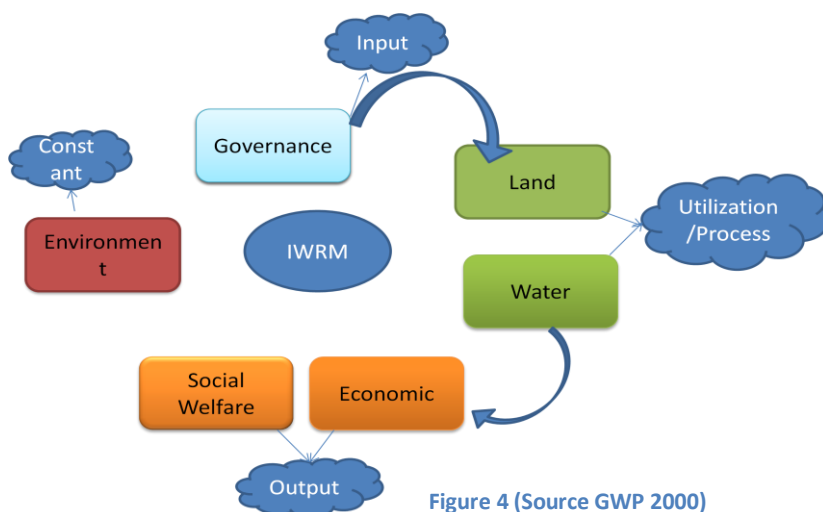 Input
Governance
Const
ant
Land
Utilization
/Process
Environmen
t
IWRM
Water
Social
Welfare
Economic
Output
Figure 4 (Source GWP 2000)